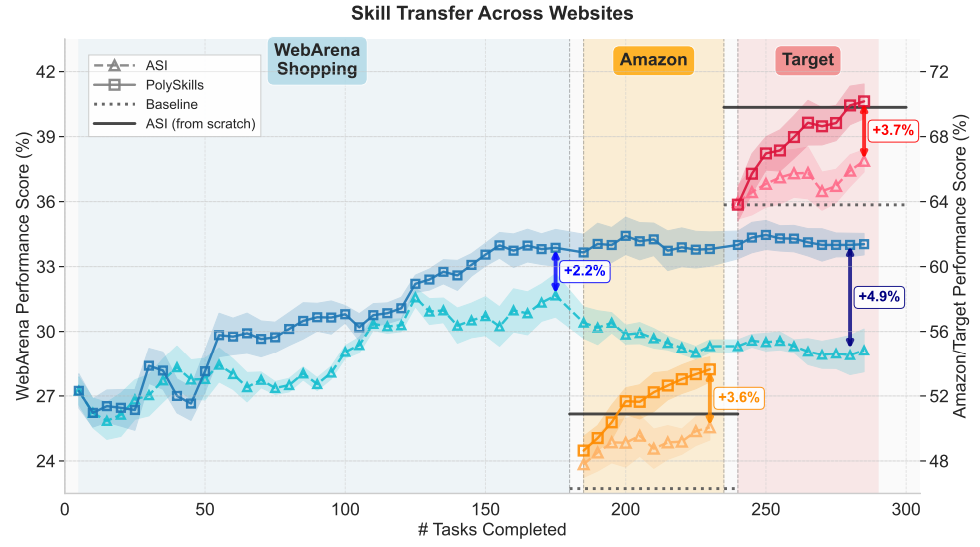 Skill Transfer Across Websites
WebArena
Shopping
Amazon
Target
ASI
PolySkills
Baseline
ASI (from scratch)
WebArena Performance Score (%)
42
39
36
33
30
27
24
72
68
64
60
56
52
48
Amazon/Target Performance Score (%)
+3.7%
+2.2%
+4.9%
+3.6%
0
50
100
150
200
250
300
# Tasks Completed